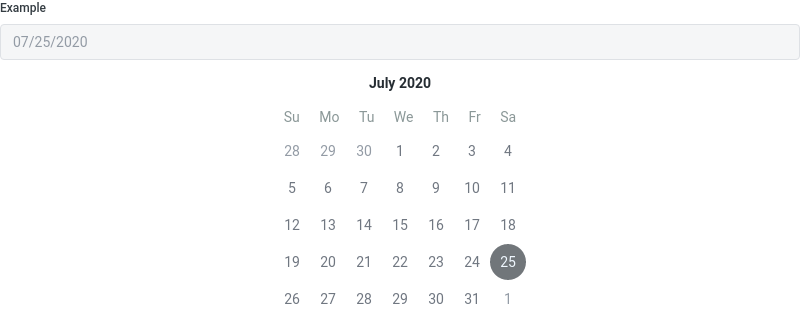 Example
07/25/2020
July 2020
Su Mo Tu We Th Fr Sa
28 29 30 1 2 3 4
5 6 7 8 9 10 11
12 13 14 15 16 17 18
19 20 21 22 23 24 25
26 27 28 29 30 31 1